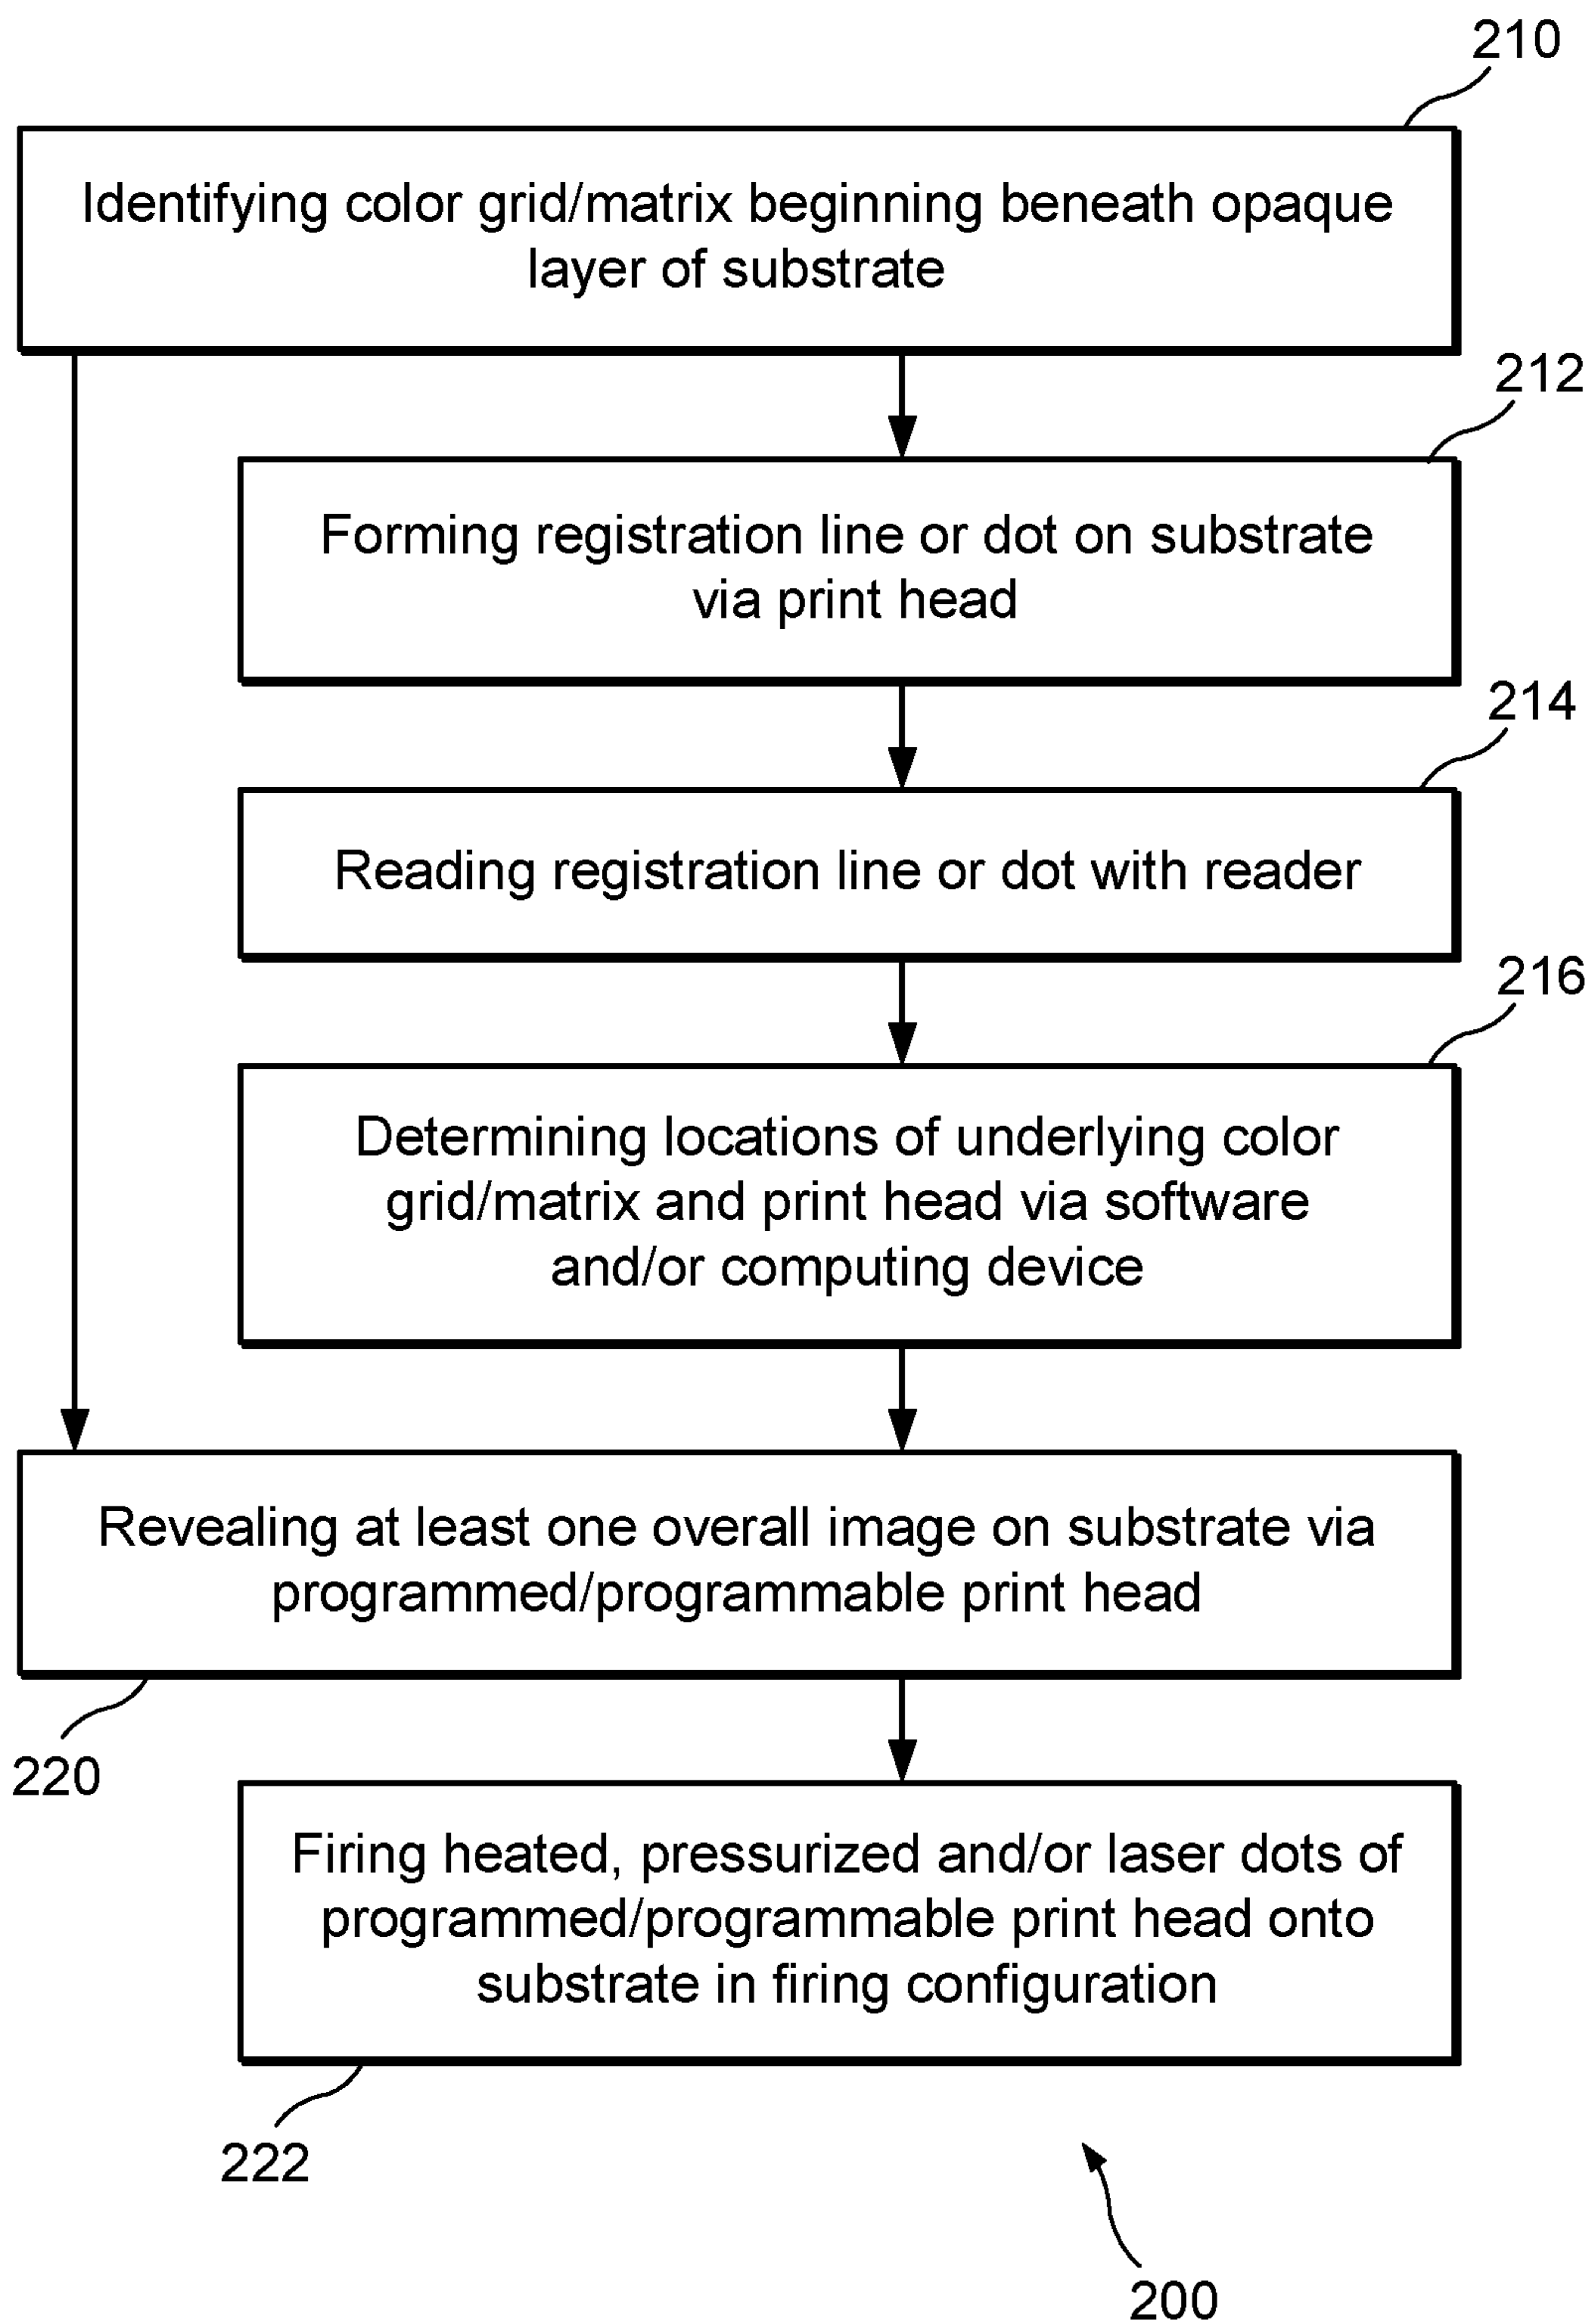 210
Identifying color grid/matrix beginning beneath opaque
layer of substrate
212
Forming registration line or dot on substrate
via print head
214
Reading registration line or dot with reader
216
Determining locations of underlying color
grid/matrix and print head via software
and/or computing device
Revealing at least one overall image on substrate via
programmed/programmable print head
220
Firing heated, pressurized and/or laser dots of
programmed/programmable print head onto
substrate in firing configuration
222
200